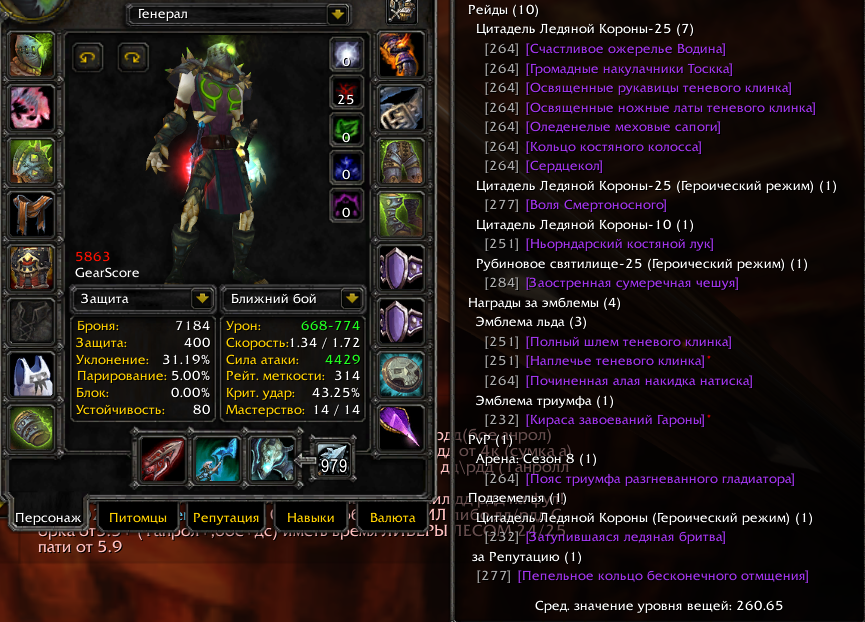 Генерал
0
25
0
0
0
5863
GearScore
Защита
Ближний бой
Броня: 7184
Защита: 400
Уклонение: 31.19%
Парирование: 5.00%
Блок: 0.00%
Устойчивость: 80
Урон: 668-774
Скорость: 1.34 / 1.72
Сила атаки: 4429
Рейт. меткости: 314
Крит. удар: 43.25%
Мастерство: 14 / 14
979
Персонаж
Питомцы
Репутация
Навыки
Валюта
иметь время ЛИВЕРЫ ЛЕСОМ 24/25
пати от 5.9
Рейды (10)
Цитадель Ледяной Короны-25 (7)
[264] [Счастливое ожерелье Водина]
[264] [Громадные накулачники Тоскка]
[264] [Освященные рукавицы теневого клинка]
[264] [Освященные ножные латы теневого клинка]
[264] [Оледенелые меховые сапоги]
[264] [Кольцо костяного колосса]
[264] [Сердцекол]
Цитадель Ледяной Короны-25 (Героический режим) (1)
[277] [Воля Смертоносного]
Цитадель Ледяной Короны-10 (1)
[251] [Ньорндарский костяной лук]
Рубиновое святилище-25 (Героический режим) (1)
[284] [Заостренная сумеречная чешуя]
Награды за эмблемы (4)
Эмблема льда (3)
[251] [Полный шлем теневого клинка]
[251] [Наплечье теневого клинка]*
[264] [Починенная алая накидка натиска]
Эмблема триумфа (1)
[232] [Кираса завоеваний Гароны]*
PvP (1)
Арена: Сезон 8 (1)
[264] [Пояс триумфа разгневанного гладиатора]
Подземелья (1)
Цитадель Ледяной Короны (Героический режим) (1)
[232] [Затупившаяся ледяная бритва]
за Репутацию (1)
[277] [Пепельное кольцо бесконечного отмщения]
Сред. значение уровня вещей: 260.65